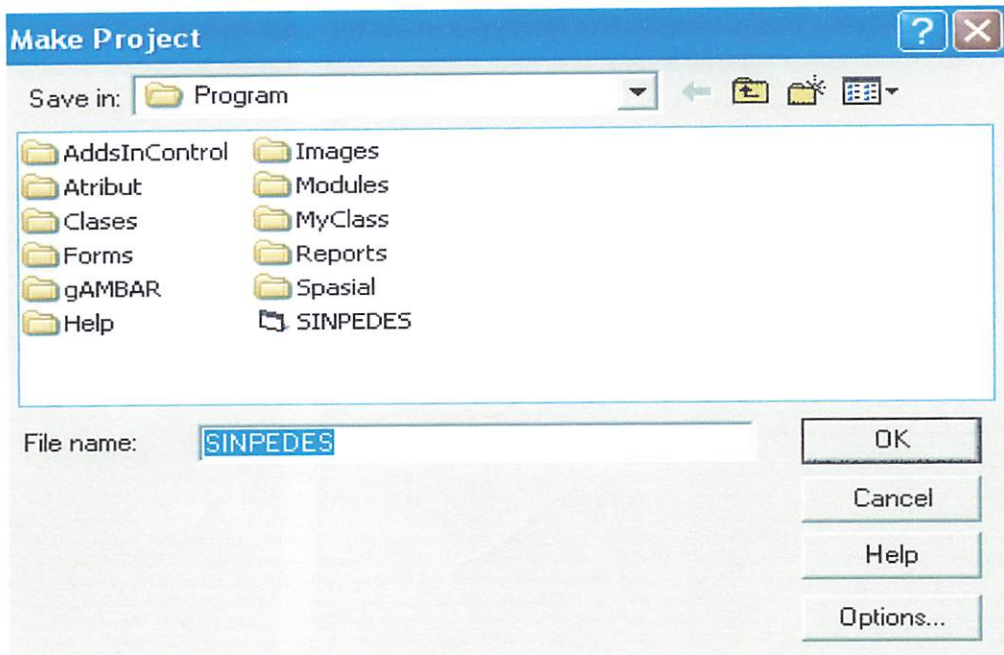 Make Project
Save in: Program
AddsInControl Images
Atribut Modules
Clases MyClass
Forms Reports
gAMBAR Spasial
Help SINPEDES
File name: SINPEDES OK
Cancel
Help
Options...